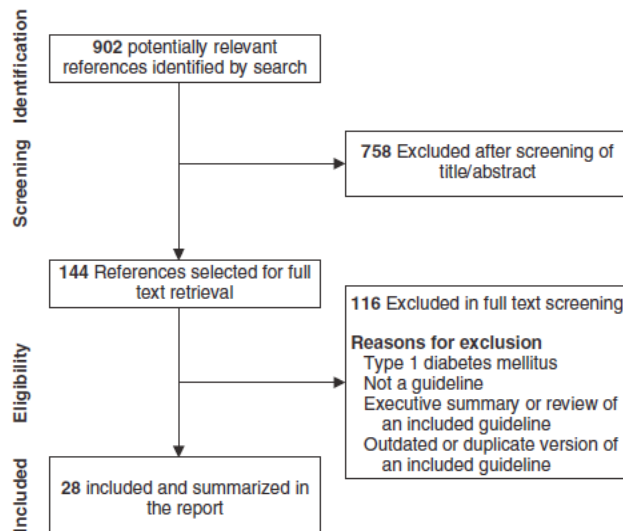 Identification
902 potentially relevant
references identified by search
Screening
758 Excluded after screening of
title/abstract
144 References selected for full
text retrieval
Eligibility
116 Excluded in full text screening
Reasons for exclusion
Type 1 diabetes mellitus
Not a guideline
Executive summary or review of
an included guideline
Outdated or duplicate version of
an included guideline
Included
28 included and summarized in
the report